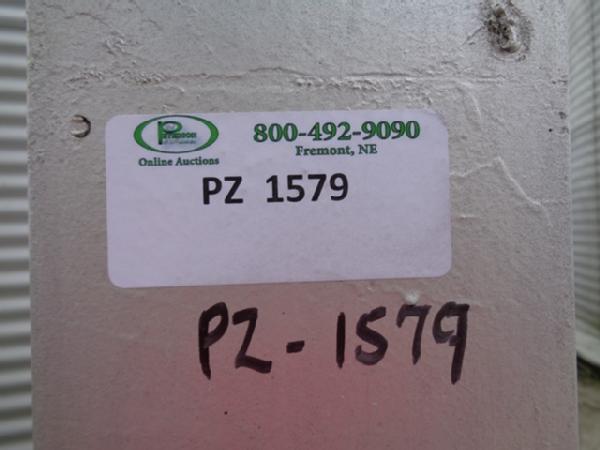 800-492-9090
Fremont, NE
Online Auctions
PZ 1579
PZ-1579